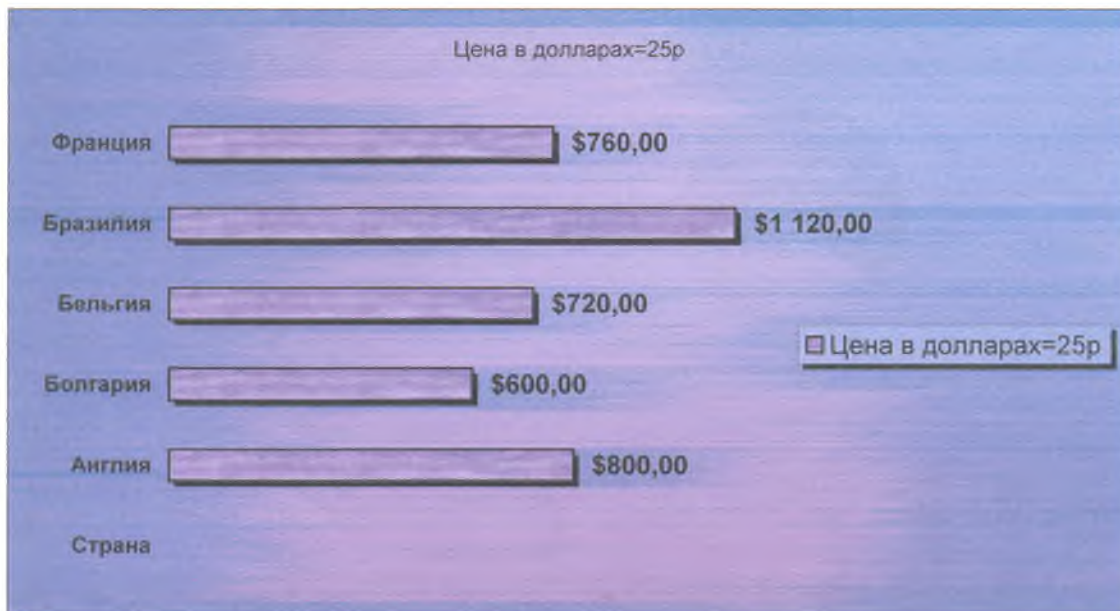 Цена в долларах=25р
Франция
$760,00
Бразилия
$1 120,00
Бельгия
$720,00
Цена в долларах=25р
Болгария
$600,00
Англия
$800,00
Страна